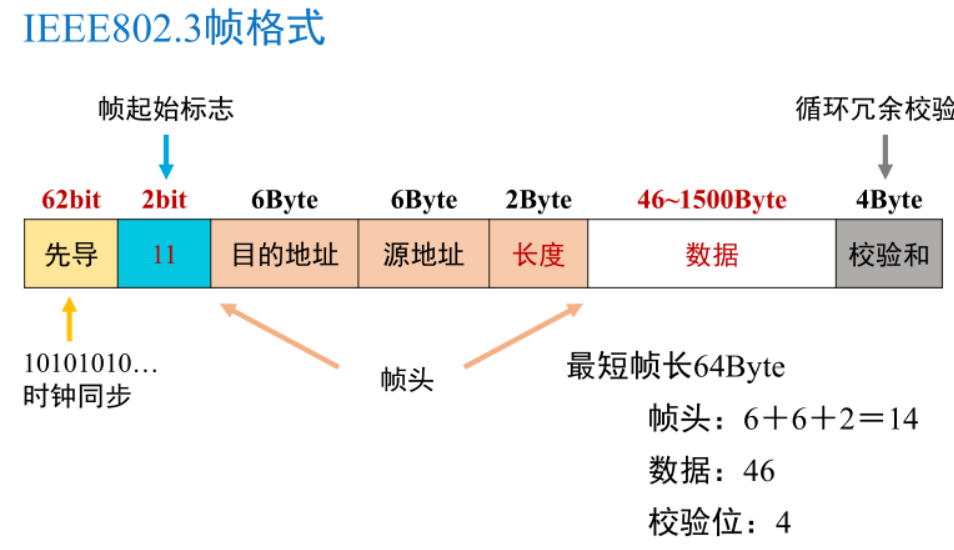 IEEE802.3帧格式
帧起始标志
循环冗余校验
62bit 2bit 6Byte 6Byte 2Byte 46~1500Byte 4Byte
先导 11 目的地址 源地址 长度 数据 校验和
10101010…
时钟同步
帧头
最短帧长64Byte
帧头：6＋6＋2＝14
数据：46
校验位：4